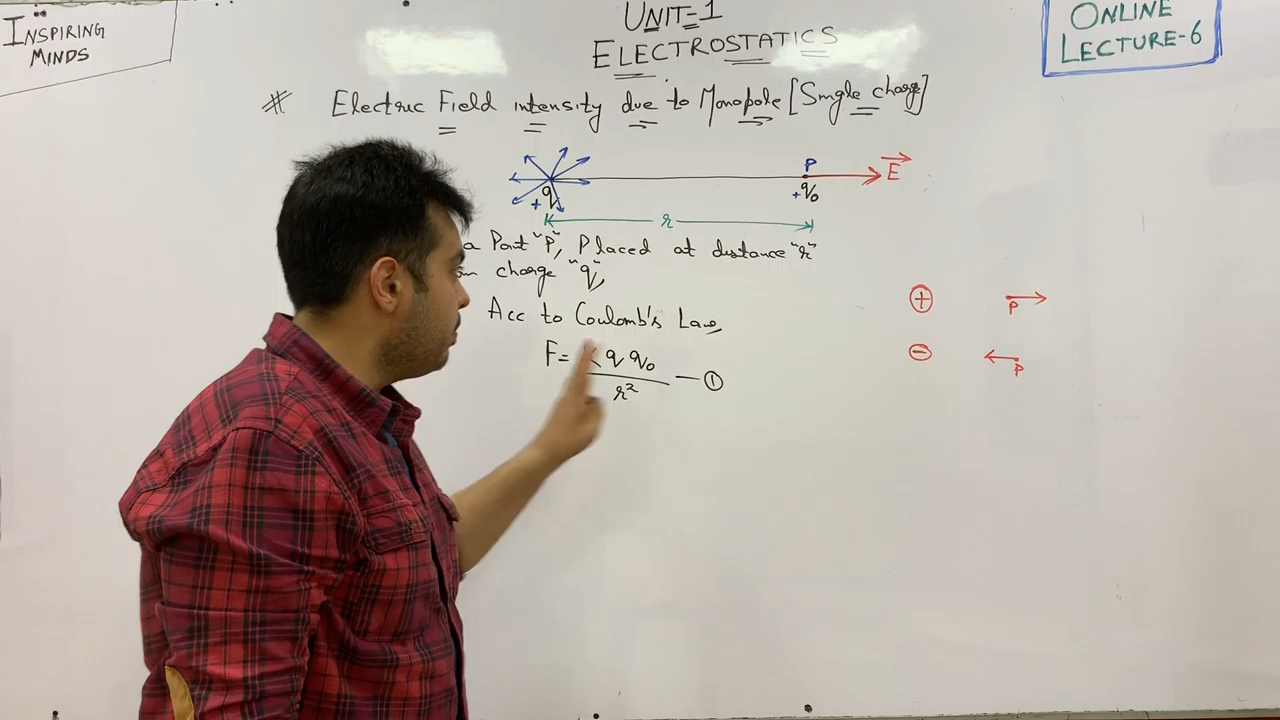 INSPIRING
MINDS
UNIT-1
ELECTROSTATICS
ONLINE
LECTURE-6
# Electric Field intensity due to Monopole [Single charge]
P
E
+ q
+q₀
r
a Point "P", Placed at distance "r"
charge "q",
Acc to Coulomb's Law,
F = K q q₀
r² — ①
+ P
- P